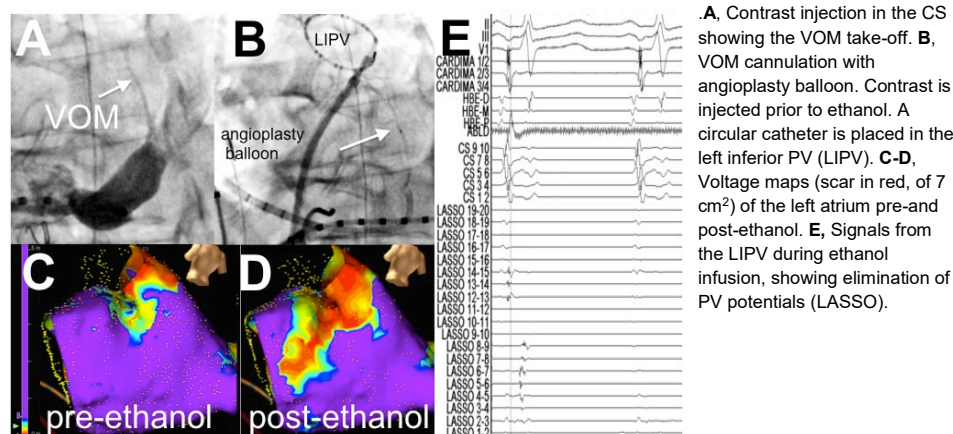 A
VOM
B
LIPV
angioplasty
balloon
C
pre-ethanol
D
post-ethanol
E
II
III
V1
CARDIMA 1/2
CARDIMA 2/3
CARDIMA 3/4
HBE-D
HBE-M
HBE-P
ABLD
CS 9 10
CS 7 8
CS 5 6
CS 3 4
CS 1 2
LASSO 19-20
LASSO 18-19
LASSO 17-18
LASSO 16-17
LASSO 15-16
LASSO 14-15
LASSO 13-14
LASSO 12-13
LASSO 11-12
LASSO 10-11
LASSO 9-10
LASSO 8-9
LASSO 7-8
LASSO 6-7
LASSO 5-6
LASSO 4-5
LASSO 3-4
LASSO 2-3
LASSO 1-2
.A, Contrast injection in the CS
showing the VOM take-off. B,
VOM cannulation with
angioplasty balloon. Contrast is
injected prior to ethanol. A
circular catheter is placed in the
left inferior PV (LIPV). C-D,
Voltage maps (scar in red, of 7
cm²) of the left atrium pre-and
post-ethanol. E, Signals from
the LIPV during ethanol
infusion, showing elimination of
PV potentials (LASSO).